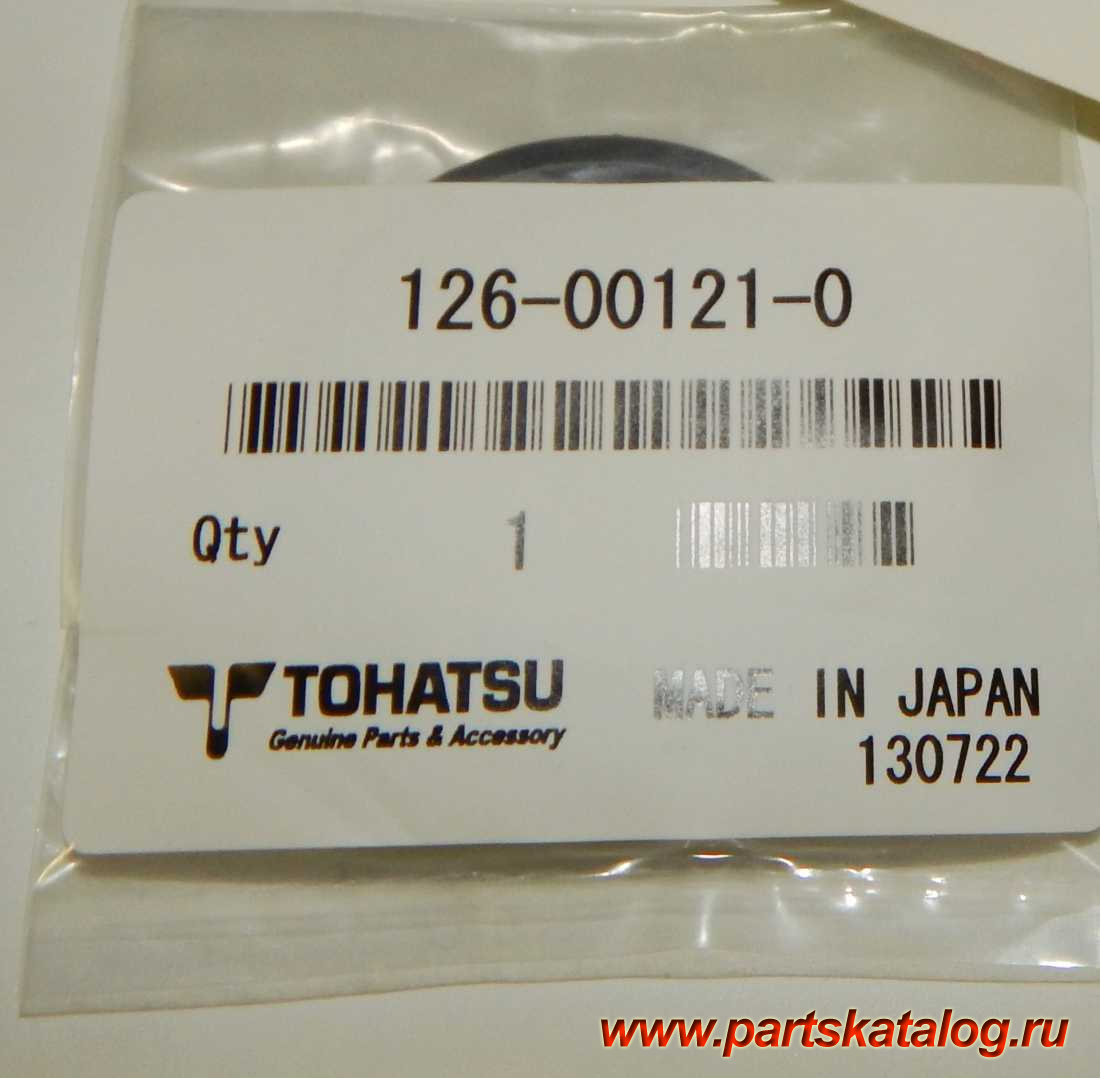 126-00121-0
Qty 1
TOHATSU
Genuine Parts & Accessory
MADE IN JAPAN
130722
www.partskatalog.ru